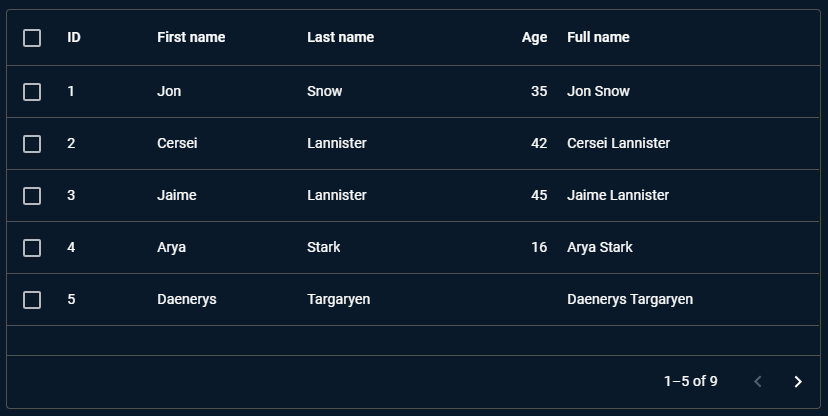 ID First name Last name Age Full name
1 Jon Snow 35 Jon Snow
2 Cersei Lannister 42 Cersei Lannister
3 Jaime Lannister 45 Jaime Lannister
4 Arya Stark 16 Arya Stark
5 Daenerys Targaryen Daenerys Targaryen
1–5 of 9